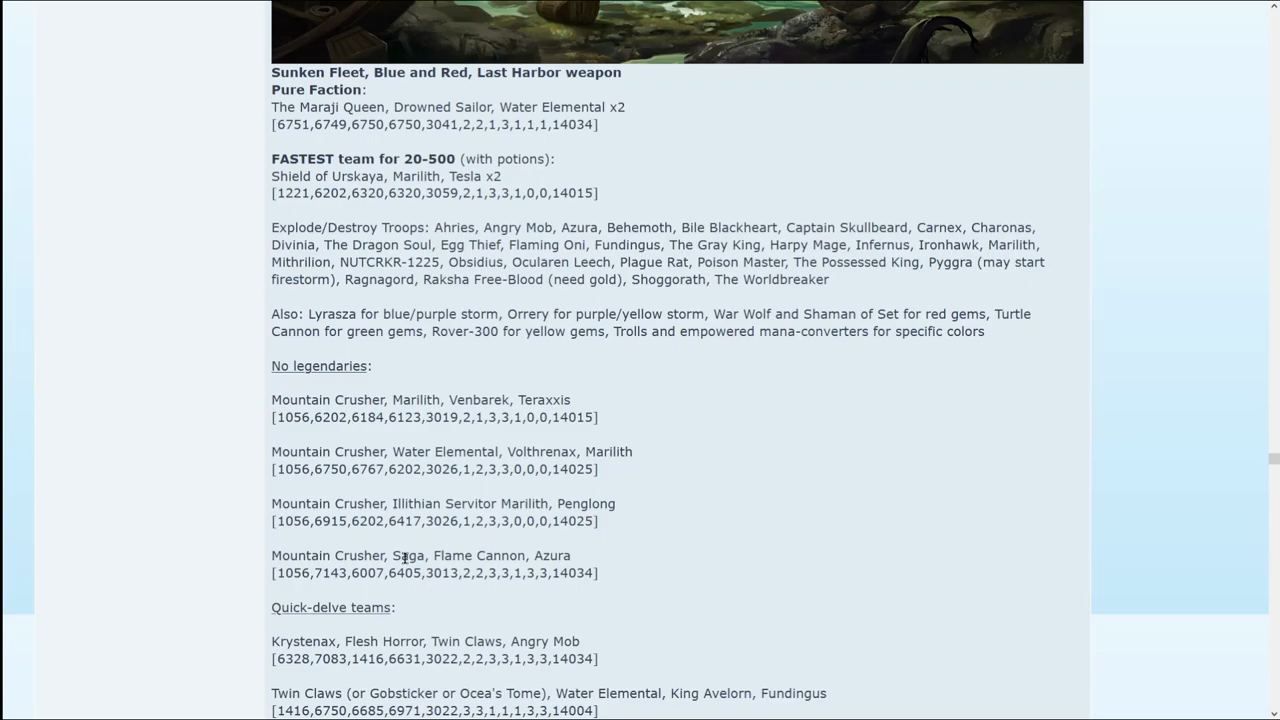 Sunken Fleet, Blue and Red, Last Harbor weapon
Pure Faction:
The Maraji Queen, Drowned Sailor, Water Elemental x2
[6751,6749,6750,6750,3041,2,2,1,3,1,1,1,14034]
FASTEST team for 20-500 (with potions):
Shield of Urskaya, Marilith, Tesla x2
[1221,6202,6320,6320,3059,2,1,3,3,1,0,0,14015]
Explode/Destroy Troops: Ahries, Angry Mob, Azura, Behemoth, Bile Blackheart, Captain Skullbeard, Carnex, Charonas,
Divinia, The Dragon Soul, Egg Thief, Flaming Oni, Fundingus, The Gray King, Harpy Mage, Infernus, Ironhawk, Marilith,
Mithrilion, NUTCRKR-1225, Obsidius, Ocularen Leech, Plague Rat, Poison Master, The Possessed King, Pyggra (may start
firestorm), Ragnagord, Raksha Free-Blood (need gold), Shoggorath, The Worldbreaker
Also: Lyrasza for blue/purple storm, Orrery for purple/yellow storm, War Wolf and Shaman of Set for red gems, Turtle
Cannon for green gems, Rover-300 for yellow gems, Trolls and empowered mana-converters for specific colors
No legendaries:
Mountain Crusher, Marilith, Venbarek, Teraxxis
[1056,6202,6184,6123,3019,2,1,3,3,1,0,0,14015]
Mountain Crusher, Water Elemental, Volthrenax, Marilith
[1056,6750,6767,6202,3026,1,2,3,3,0,0,0,14025]
Mountain Crusher, Illithian Servitor Marilith, Penglong
[1056,6915,6202,6417,3026,1,2,3,3,0,0,0,14025]
Mountain Crusher, Saga, Flame Cannon, Azura
[1056,7143,6007,6405,3013,2,2,3,3,1,3,3,14034]
Quick-delve teams:
Krystenax, Flesh Horror, Twin Claws, Angry Mob
[6328,7083,1416,6631,3022,2,2,3,3,1,3,3,14034]
Twin Claws (or Gobsticker or Ocea's Tome), Water Elemental, King Avelorn, Fundingus
[1416,6750,6685,6971,3022,3,3,1,1,1,3,3,14004]